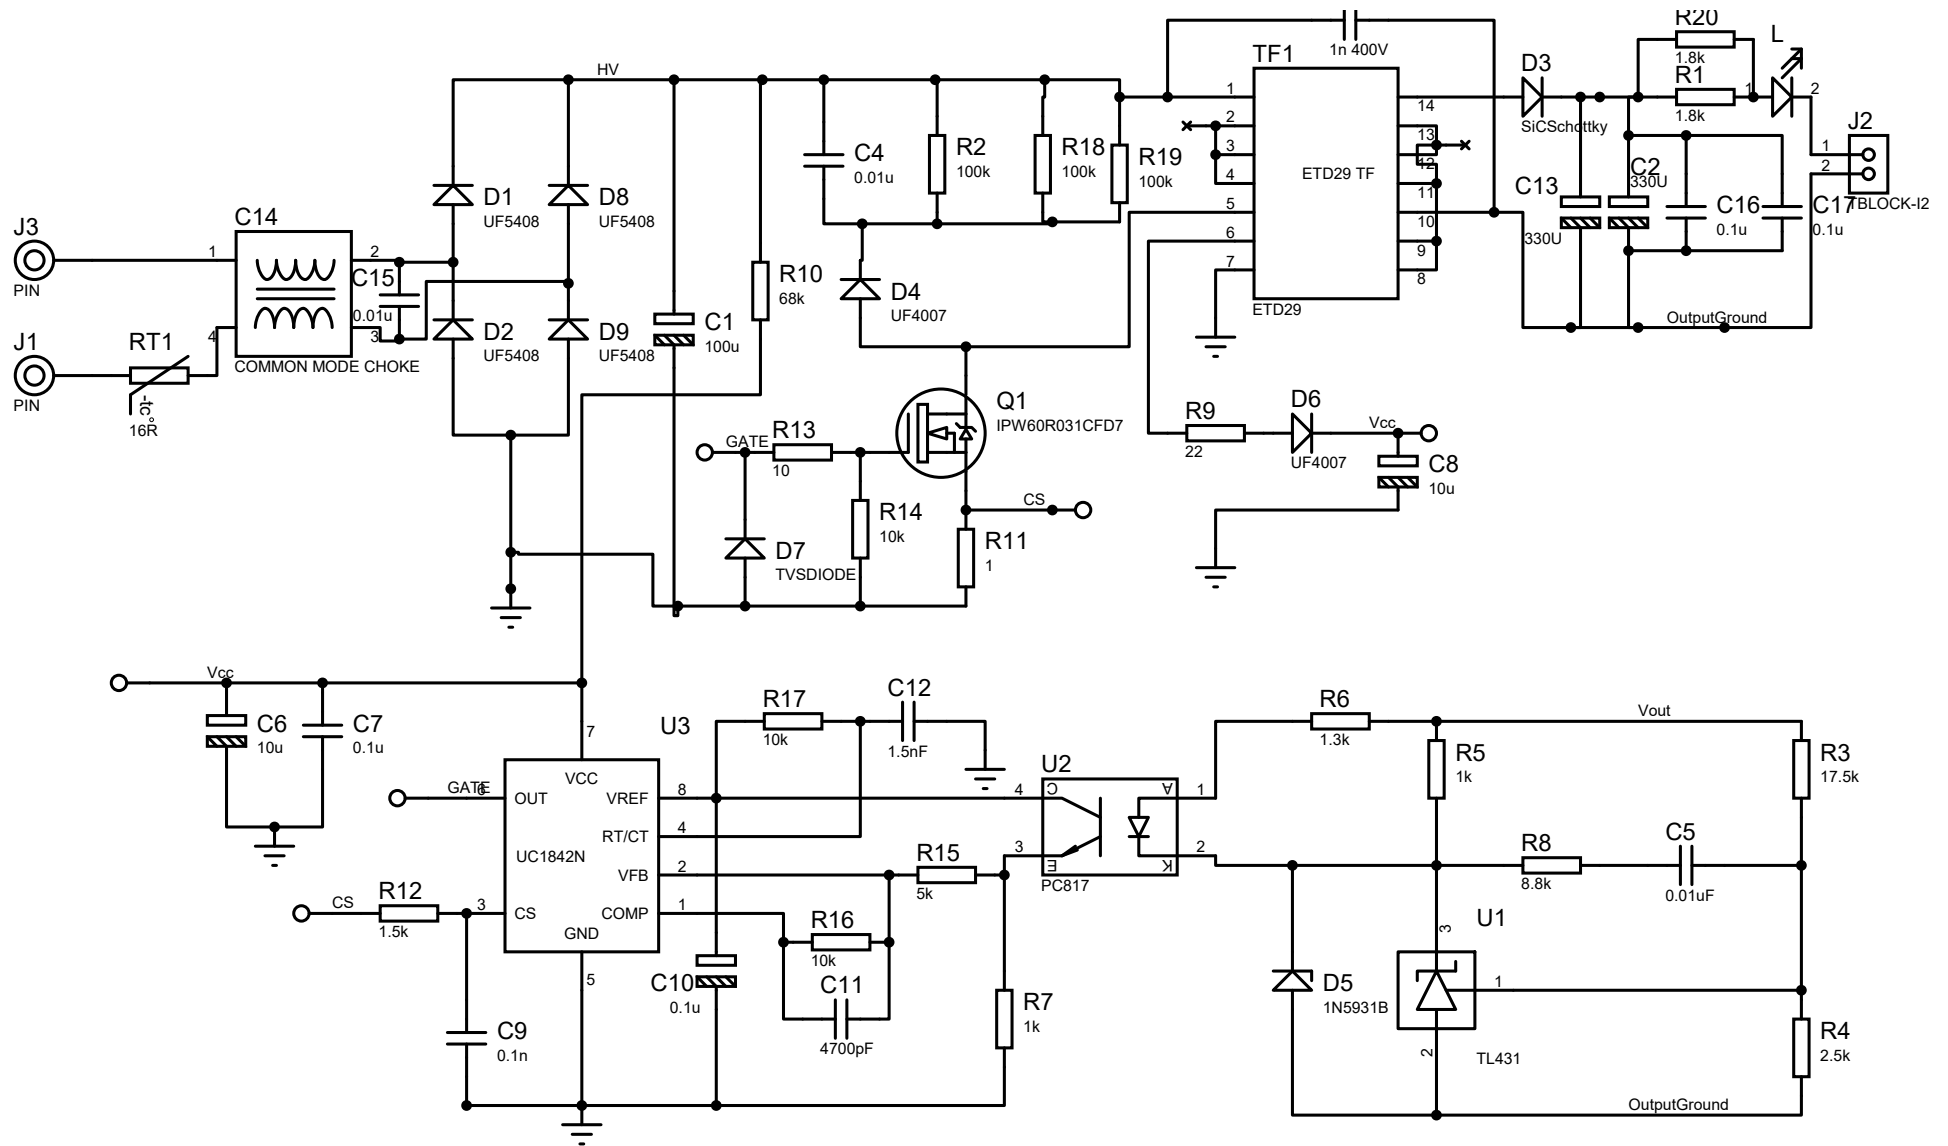 R20
1.8k
R1
1.8k
1
L
2
1n 400V
TF1
D3
SiCSchottky
HV
J2
1
2
TBLOCK-I2
1
2
3
4
5
6
7
14
13
12
11
10
9
8
ETD29 TF
ETD29
C4
0.01u
R2
100k
R18
100k
R19
100k
D1
UF5408
D8
UF5408
C13
330U
C2
330U
C16
0.1u
C17
0.1u
OutputGround
J3
PIN
1
C14
2
C15
0.01u
3
4
COMMON MODE CHOKE
J1
PIN
RT1
-tc°
16R
D2
UF5408
D9
UF5408
C1
100u
R10
68k
D4
UF4007
Q1
IPW60R031CFD7
GATE
R13
10
R14
10k
D7
TVSDIODE
CS
R11
1
R9
22
D6
UF4007
Vcc
C8
10u
Vcc
C6
10u
C7
0.1u
7
U3
VCC
GATE
6
OUT
VREF
8
RT/CT
4
UC1842N
VFB
2
CS
R12
1.5k
3
CS
COMP
1
GND
5
C9
0.1n
R17
10k
C12
1.5nF
R15
5k
R16
10k
C11
4700pF
C10
0.1u
R7
1k
U2
4
C
A
1
3
E
K
2
PC817
R6
1.3k
Vout
R5
1k
R3
17.5k
R8
8.8k
C5
0.01uF
U1
3
1
2
TL431
D5
1N5931B
R4
2.5k
OutputGround